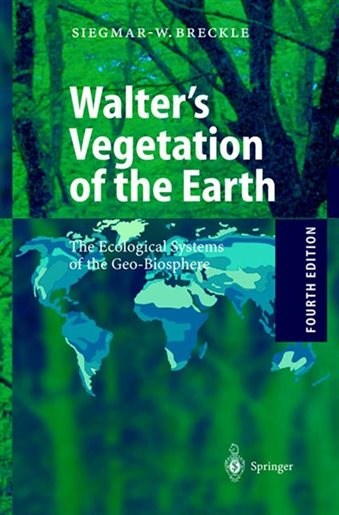 SIEGMAR-W. BRECKLE
Walter's
Vegetation
of the Earth
The Ecological Systems
of the Geo-Biosphere
FOURTH EDITION
Springer